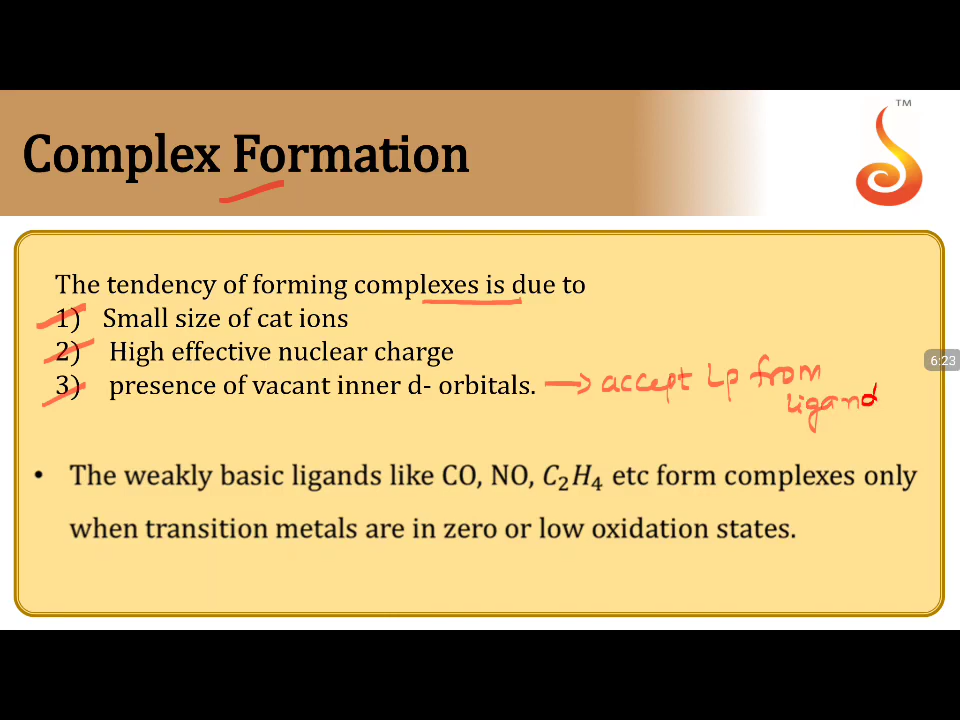 TM
Complex Formation
The tendency of forming complexes is due to
1) Small size of cat ions
2) High effective nuclear charge
3) presence of vacant inner d- orbitals. → accept Lp from
ligand
6:23
• The weakly basic ligands like CO, NO, C₂H₄ etc form complexes only
when transition metals are in zero or low oxidation states.